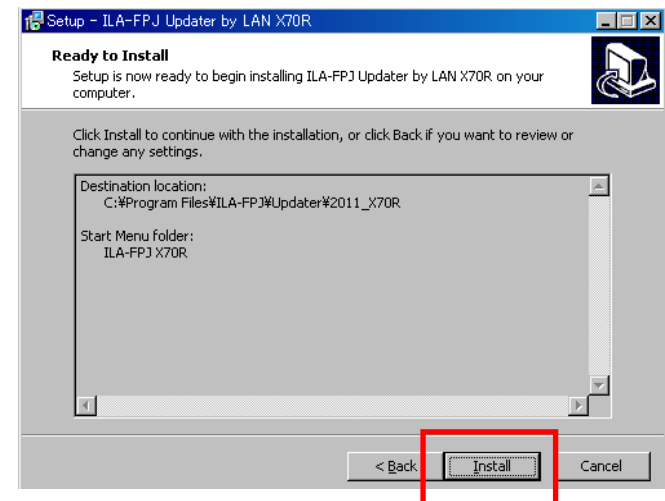 Setup - ILA-FPJ Updater by LAN X70R
Ready to Install
Setup is now ready to begin installing ILA-FPJ Updater by LAN X70R on your
computer.
Click Install to continue with the installation, or click Back if you want to review or
change any settings.
Destination location:
C:¥Program Files¥ILA-FPJ¥Updater¥2011_X70R
Start Menu folder:
ILA-FPJ X70R
< Back
Install
Cancel